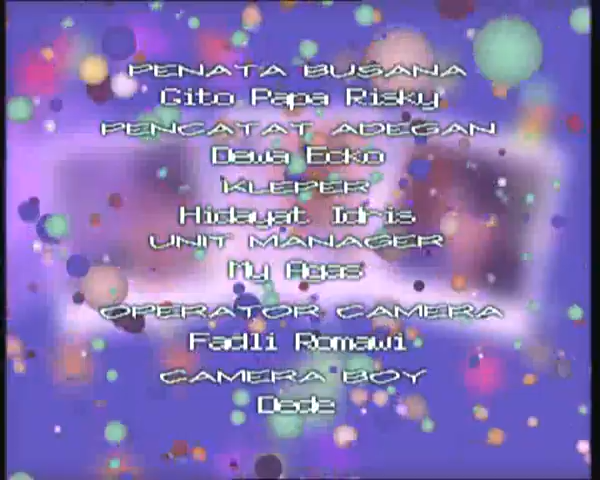 PENATA BUSANA
Gito Papa Risky
PENCATAT ADEGAN
Dewa Ecko
KLEPER
Hidayat Idris
UNIT MANAGER
My Agas
OPERATOR CAMERA
Fadli Romawi
CAMERA BOY
Dede